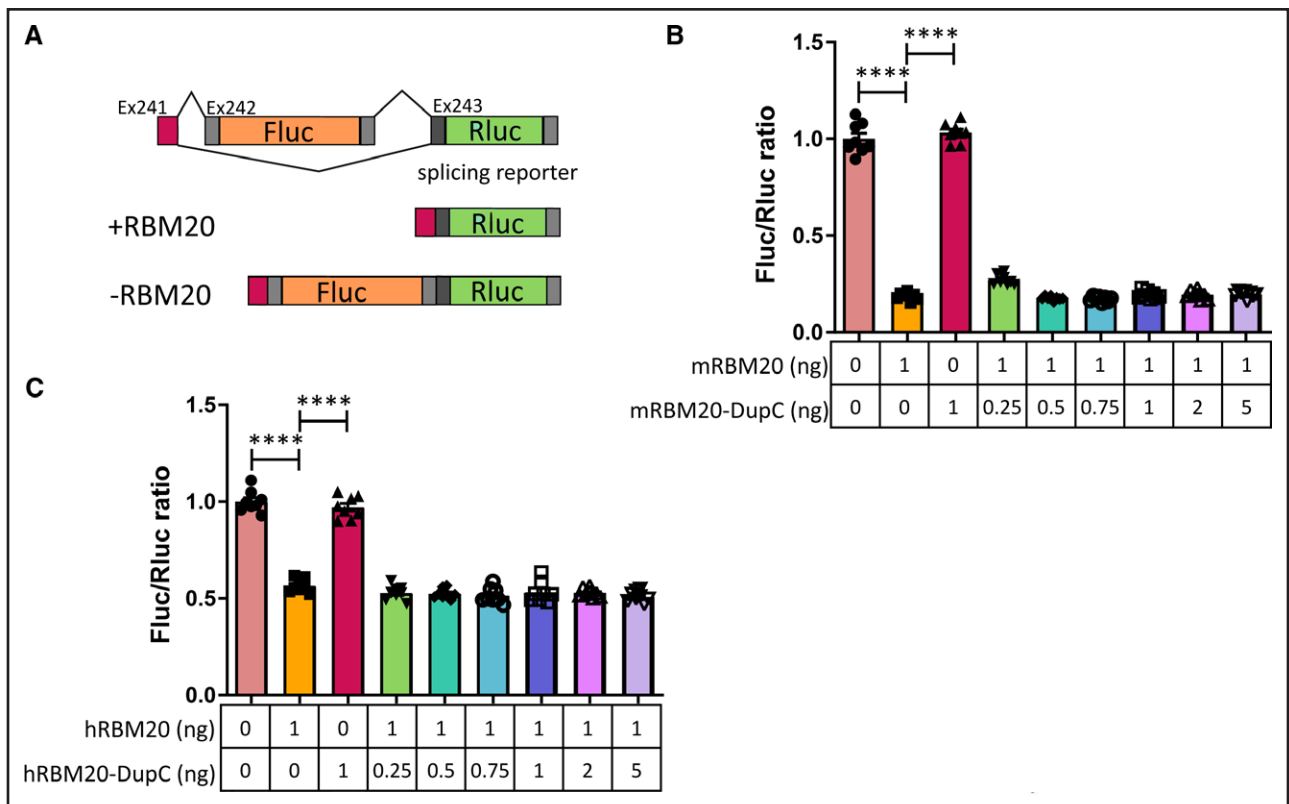 A
Ex241
Ex242
Ex243
Fluc
Rluc
splicing reporter
+RBM20
Rluc
-RBM20
Fluc
Rluc
B
Fluc/Rluc ratio
1.5
1.0
0.5
0.0
****
****
mRBM20 (ng) 0 1 0 1 1 1 1 1 1
mRBM20-DupC (ng) 0 0 1 0.25 0.5 0.75 1 2 5
C
Fluc/Rluc ratio
1.5
1.0
0.5
0.0
****
****
hRBM20 (ng) 0 1 0 1 1 1 1 1 1
hRBM20-DupC (ng) 0 0 1 0.25 0.5 0.75 1 2 5